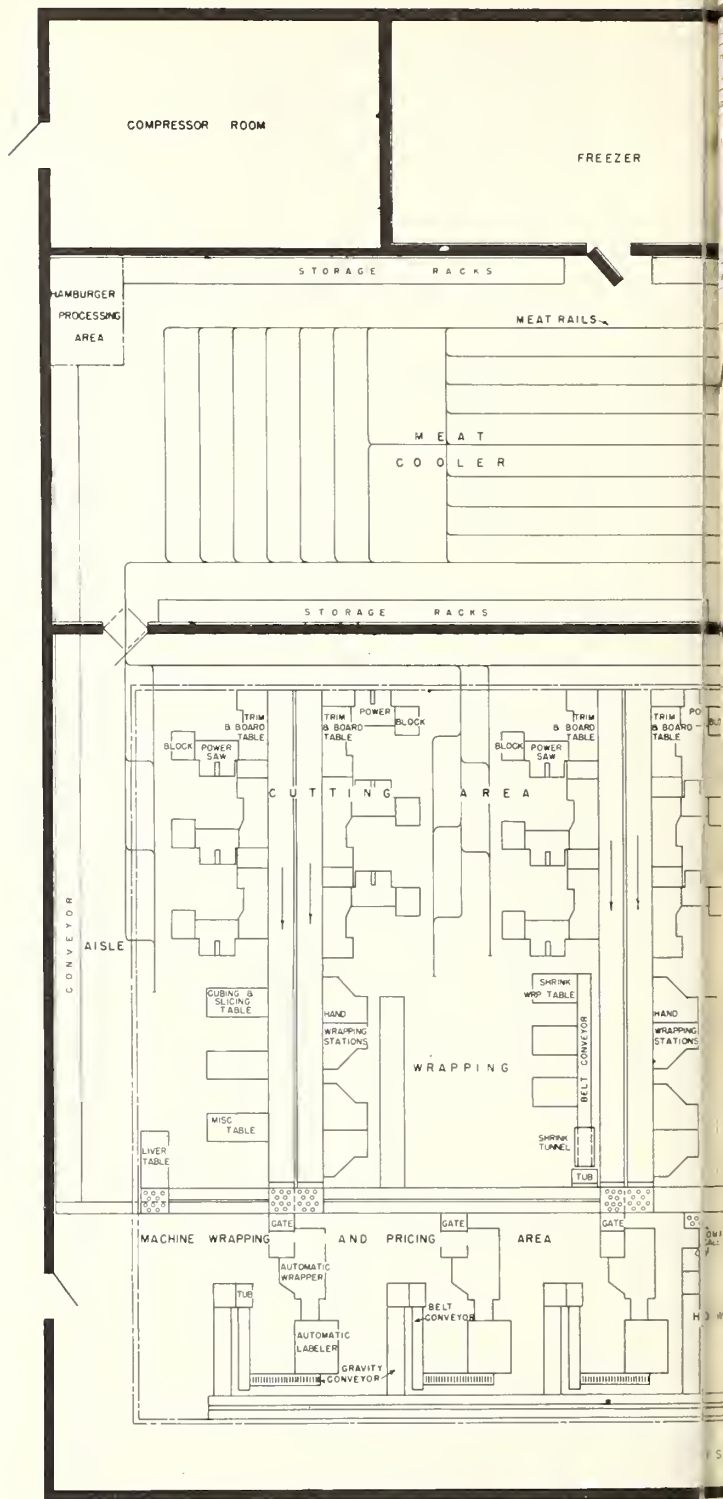 COMPRESSOR ROOM
FREEZER
STORAGE RACKS
HAMBURGER
PROCESSING
AREA
MEAT RAILS
MEAT
COOLER
STORAGE RACKS
TRIM
& BOARD
TABLE
BLOCK
POWER
SAW
TRIM
& BOARD
TABLE
POWER
BLOCK
TRIM
& BOARD
TABLE
BLOCK
POWER
SAW
TRIM
& BOARD
TABLE
PO
CUTTING AREA
CONVEYOR
AISLE
CUBING &
SLICING
TABLE
HAND
WRAPPING
STATIONS
SHRINK
WRP TABLE
HAND
WRAPPING
STATIONS
BELT CONVEYOR
WRAPPING
MISC
TABLE
LIVER
TABLE
SHRINK
TUNNEL
TUB
GATE
GATE
GATE
MACHINE WRAPPING AND PRICING AREA
AUTOMATIC
WRAPPER
TUB
BELT
CONVEYOR
AUTOMATIC
LABELER
GRAVITY
CONVEYOR